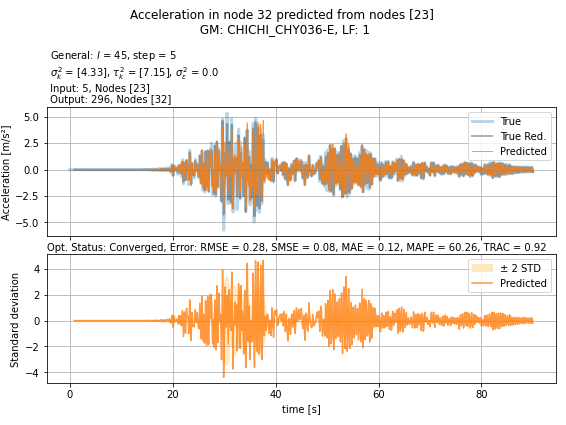 Acceleration in node 32 predicted from nodes [23]
GM: CHICHI_CHY036-E, LF: 1
General: l = 45, step = 5
σ²ₖ = [4.33], τ²ₖ = [7.15], σ²ε = 0.0
Input: 5, Nodes [23]
Output: 296, Nodes [32]
Acceleration [m/s²]
5.0
2.5
0.0
−2.5
−5.0
True
True Red.
Predicted
Opt. Status: Converged, Error: RMSE = 0.28, SMSE = 0.08, MAE = 0.12, MAPE = 60.26, TRAC = 0.92
Standard deviation
4
2
0
−2
−4
± 2 STD
Predicted
0 20 40 60 80
time [s]